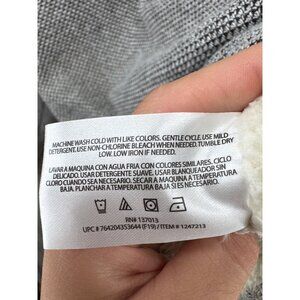 MACHINE WASH COLD WITH LIKE COLORS. GENTLE CYCLE. USE MILD
DETERGENT. USE NON-CHLORINE BLEACH WHEN NEEDED. TUMBLE DRY
LOW. LOW IRON IF NEEDED.
LAVAR A MAQUINA CON AGUA FRIA CON COLORES SIMILARES, CICLO
DELICADO. USAR DETERGENTE SUAVE. USAR BLANQUEADOR SIN
CLORO CUANDO SEA NECESARIO. SECAR A MAQUINA A TEMPERATURA
BAJA. PLANCHAR A TEMPERATURA BAJA SI ES NECESARIO.
RN# 137013
UPC # 764204353644 (F19) / ITEM # 1247213